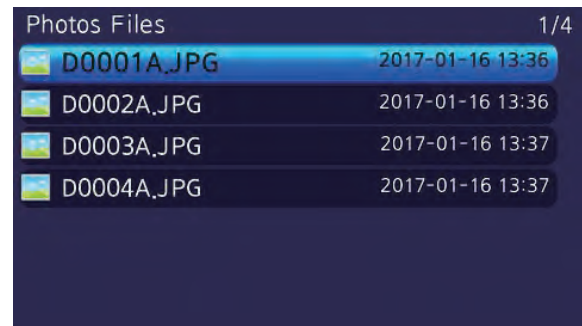 Photos Files 1/4
D0001A.JPG 2017-01-16 13:36
D0002A.JPG 2017-01-16 13:36
D0003A.JPG 2017-01-16 13:37
D0004A.JPG 2017-01-16 13:37